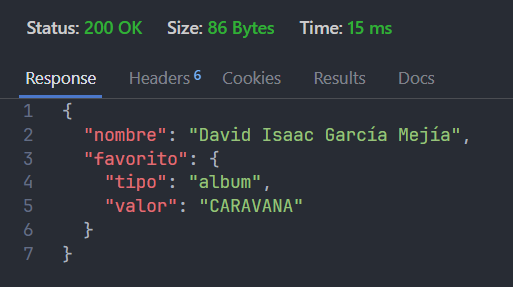 Status: 200 OK Size: 86 Bytes Time: 15 ms
Response Headers 6 Cookies Results Docs
1 {
2 "nombre": "David Isaac García Mejía",
3 "favorito": {
4 "tipo": "album",
5 "valor": "CARAVANA"
6 }
7 }